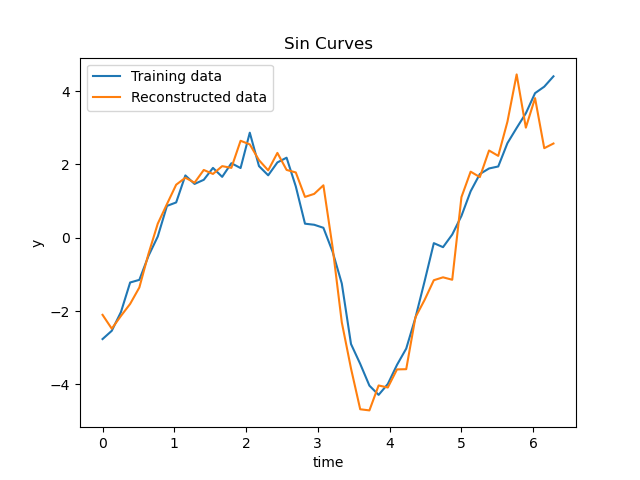 Sin Curves
Training data
Reconstructed data
4
2
0
−2
−4
y
0 1 2 3 4 5 6
time